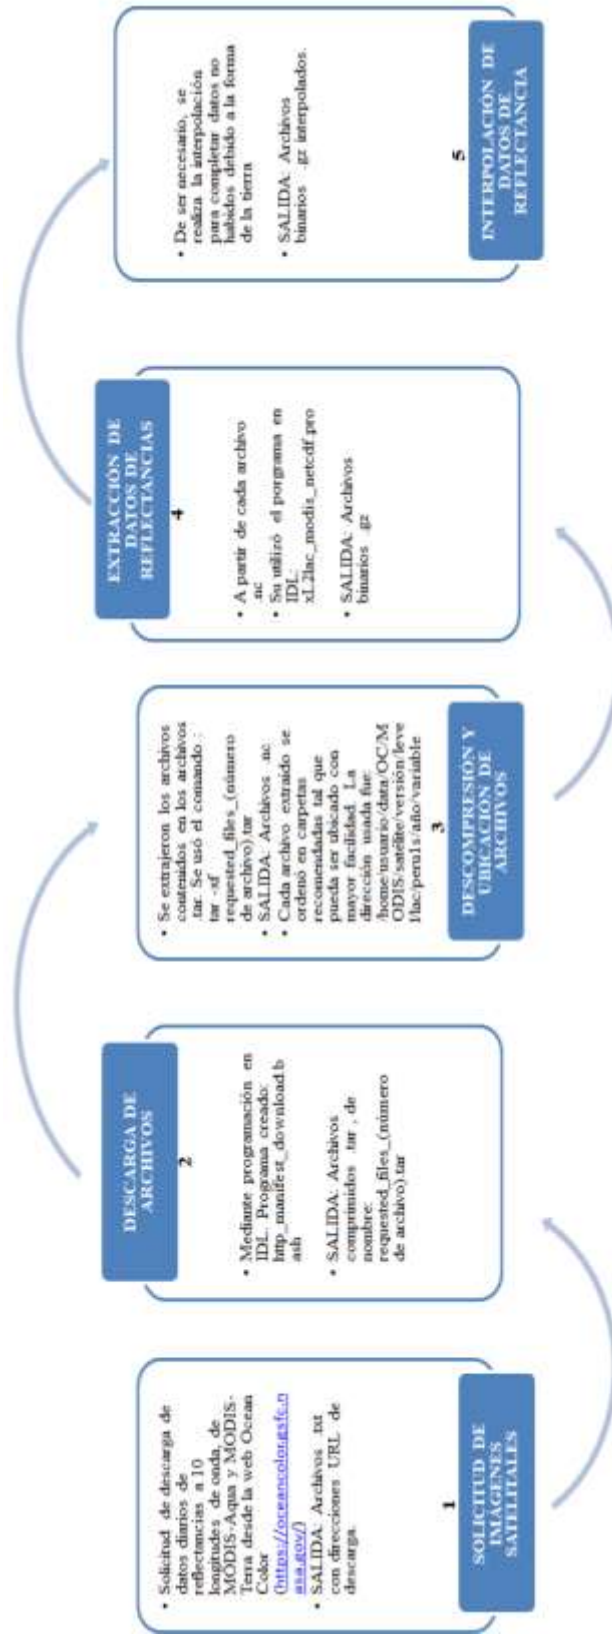 • Solicitud de descarga de
datos diarios de
reflectancias a 10
longitudes de onda, de
MODIS-Aqua y MODIS-
Terra desde la web Ocean
Color
(https://oceancolor.gsfc.n
asa.gov/)
• SALIDA: Archivos .txt
con direcciones URL de
descarga.
1
SOLICITUD DE
IMÁGENES
SATELITALES
DESCARGA DE
ARCHIVOS
2
• Mediante programación en
IDL. Programa creado:
http_manifest_download.b
ash
• SALIDA: Archivos
comprimidos .tar , de
nombre:
requested_files_(número
de archivo).tar
• Se extrajeron los archivos
contenidos en los archivos
.tar. Se usó el comando :
tar -xf
requested_files_(número
de archivo).tar
• SALIDA: Archivos .nc
• Cada archivo extraído se
ordenó en carpetas
recomendadas tal que
pueda ser ubicado con
mayor facilidad. La
dirección usada fue:
/home/usuario/data/OC/M
ODIS/satelite/versión/leve
l/lac/peru1s/año/variable
3
DESCOMPRESIÓN Y
UBICACIÓN DE
ARCHIVOS
EXTRACCIÓN DE
DATOS DE
REFLECTANCIAS
4
• A partir de cada archivo
.nc
• Su utilizó el porgrama en
IDL:
xL2lac_modis_netcdf.pro
• SALIDA: Archivos
binarios .gz
• De ser necesario, se
realiza la interpolación
para completar datos no
habidos debido a la forma
de la tierra
• SALIDA: Archivos
binarios .gz interpolados.
5
INTERPOLACIÓN DE
DATOS DE
REFLECTANCIA